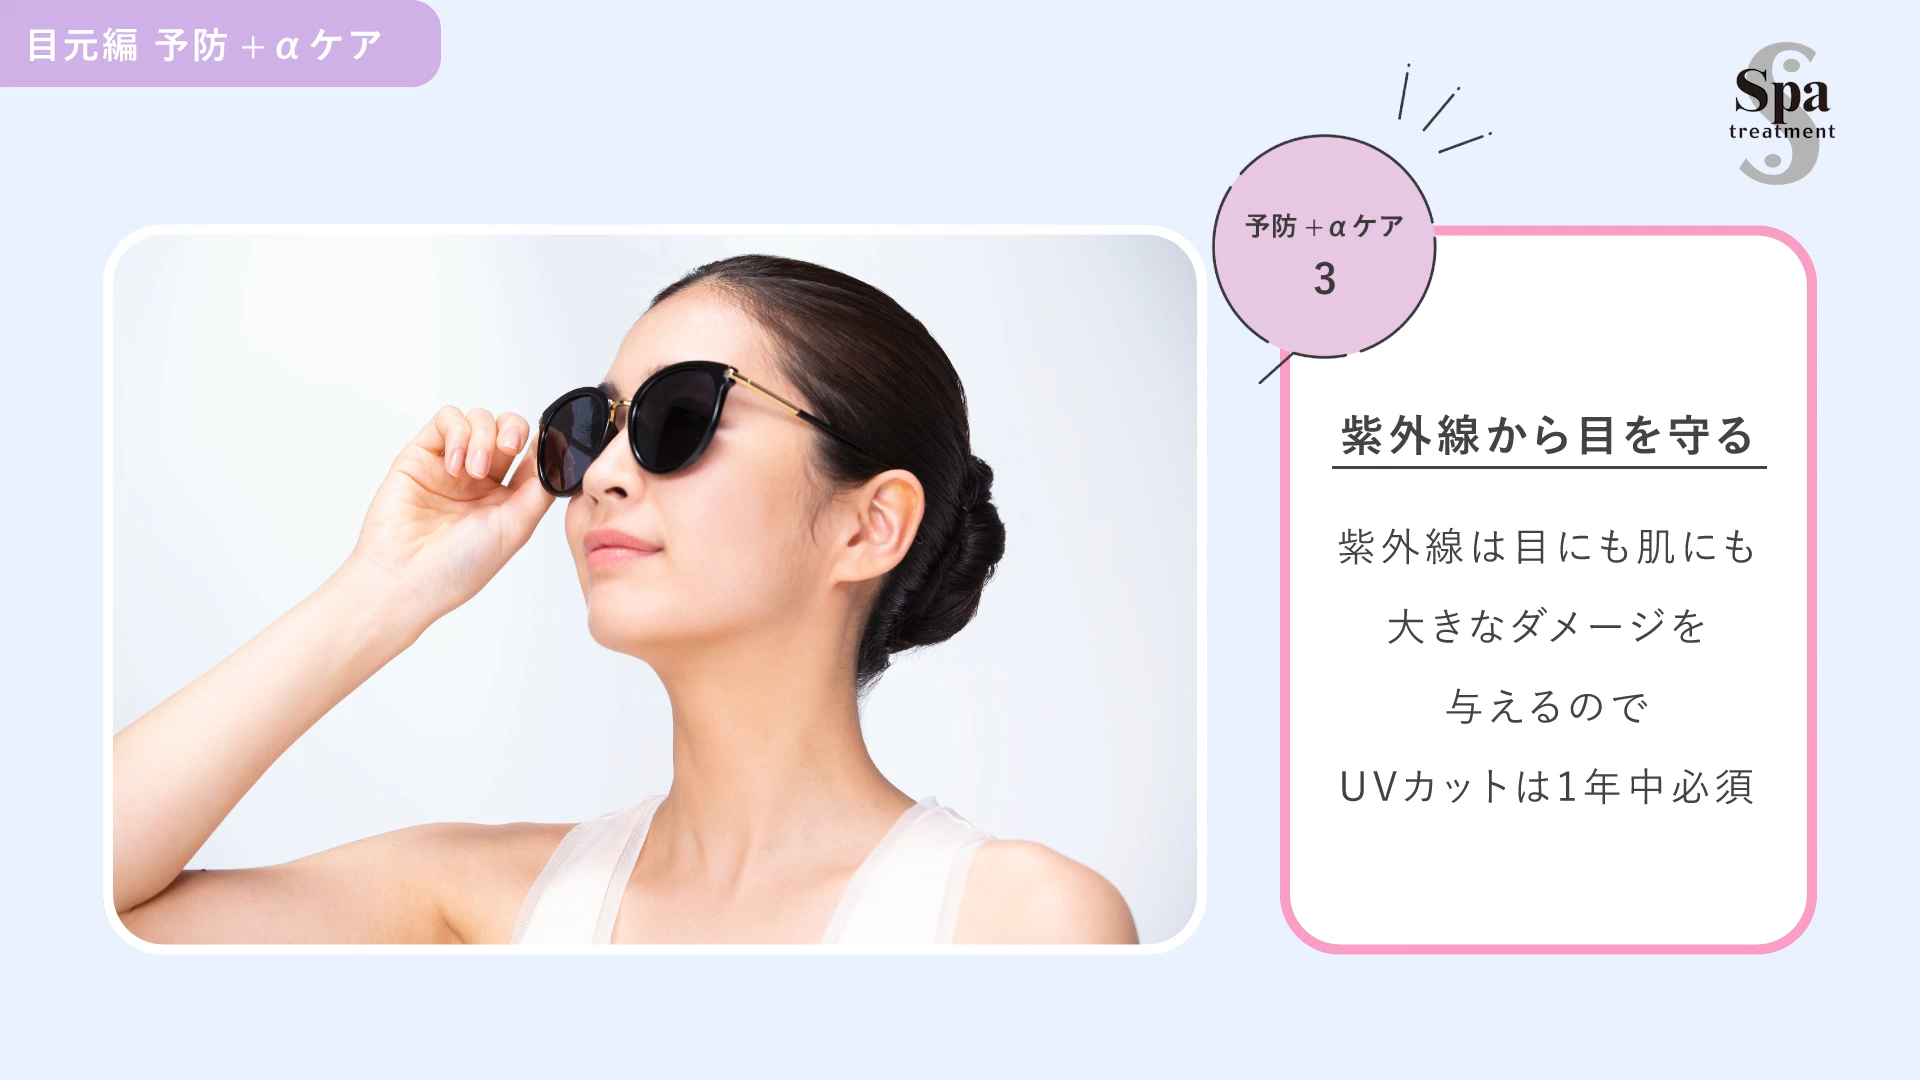 目元編 予防 + α ケア
Spa
treatment
予防 + α ケア
3
紫外線から目を守る
紫外線は目にも肌にも
大きなダメージを
与えるので
UVカットは1年中必須